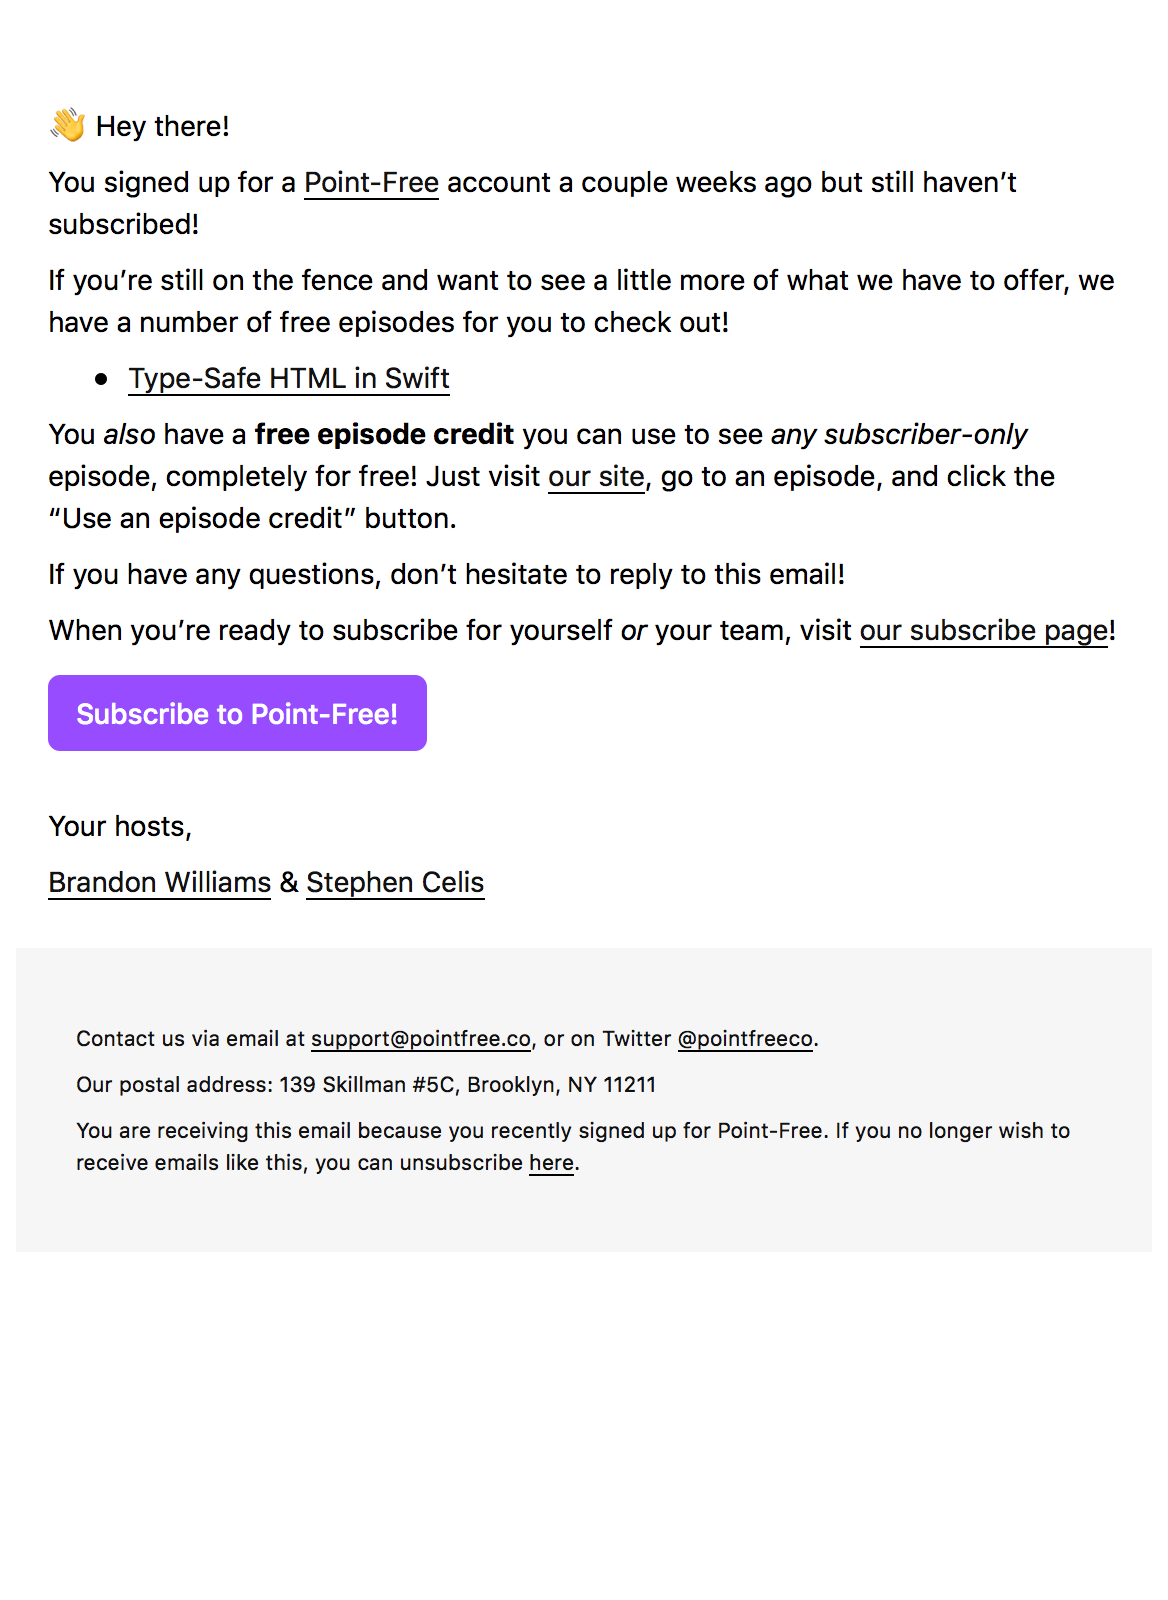 👋 Hey there!
You signed up for a Point-Free account a couple weeks ago but still haven’t
subscribed!
If you’re still on the fence and want to see a little more of what we have to offer, we
have a number of free episodes for you to check out!
• Type-Safe HTML in Swift
You also have a free episode credit you can use to see any subscriber-only
episode, completely for free! Just visit our site, go to an episode, and click the
“Use an episode credit” button.
If you have any questions, don’t hesitate to reply to this email!
When you’re ready to subscribe for yourself or your team, visit our subscribe page!
Subscribe to Point-Free!
Your hosts,
Brandon Williams & Stephen Celis
Contact us via email at support@pointfree.co, or on Twitter @pointfreeco.
Our postal address: 139 Skillman #5C, Brooklyn, NY 11211
You are receiving this email because you recently signed up for Point-Free. If you no longer wish to
receive emails like this, you can unsubscribe here.